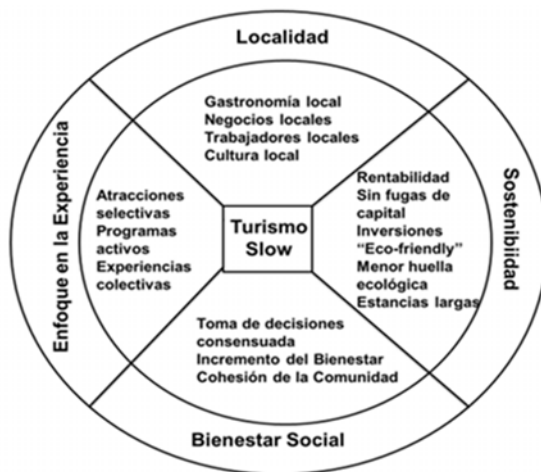 Localidad
Gastronomía local
Negocios locales
Trabajadores locales
Cultura local
Enfoque en la Experiencia
Atracciones
selectivas
Programas
activos
Experiencias
colectivas
Turismo
Slow
Rentabilidad
Sin fugas de
capital
Inversiones
“Eco-friendly”
Menor huella
ecológica
Estancias largas
Sostenibiidad
Toma de decisiones
consensuada
Incremento del Bienestar
Cohesión de la Comunidad
Bienestar Social